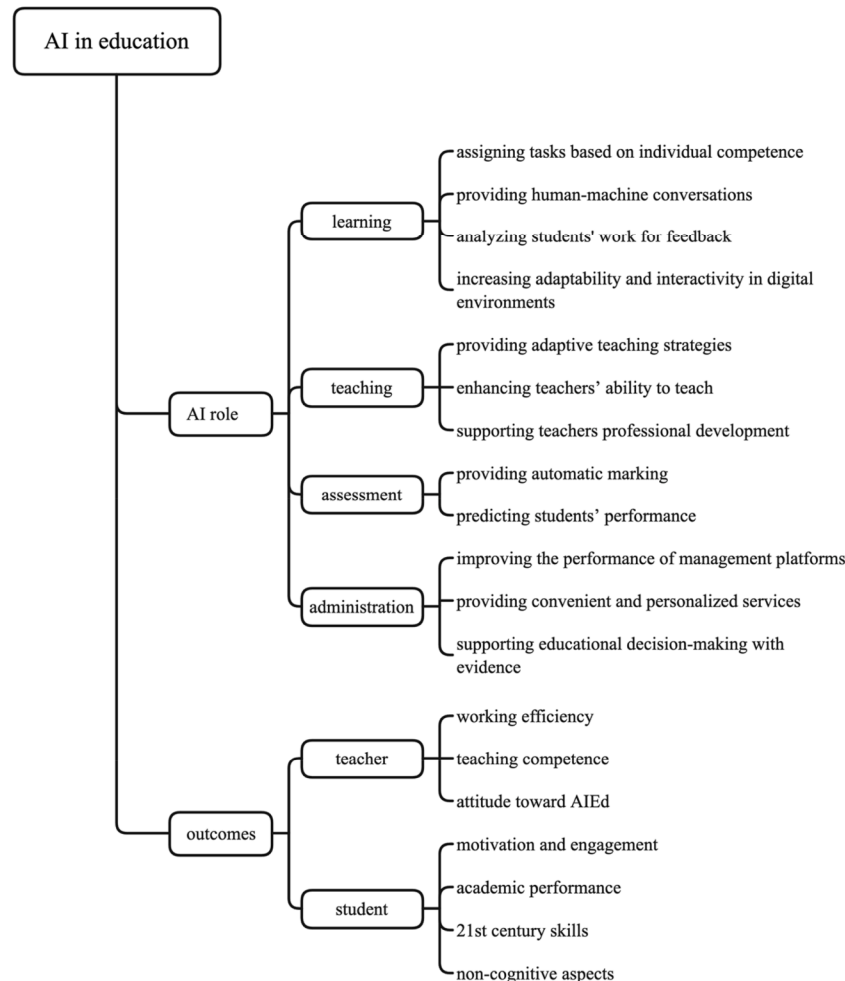 AI in education
learning
assigning tasks based on individual competence
providing human-machine conversations
analyzing students' work for feedback
increasing adaptability and interactivity in digital
environments
AI role
teaching
providing adaptive teaching strategies
enhancing teachers’ ability to teach
supporting teachers professional development
assessment
providing automatic marking
predicting students’ performance
administration
improving the performance of management platforms
providing convenient and personalized services
supporting educational decision-making with
evidence
outcomes
teacher
working efficiency
teaching competence
attitude toward AIEd
student
motivation and engagement
academic performance
21st century skills
non-cognitive aspects